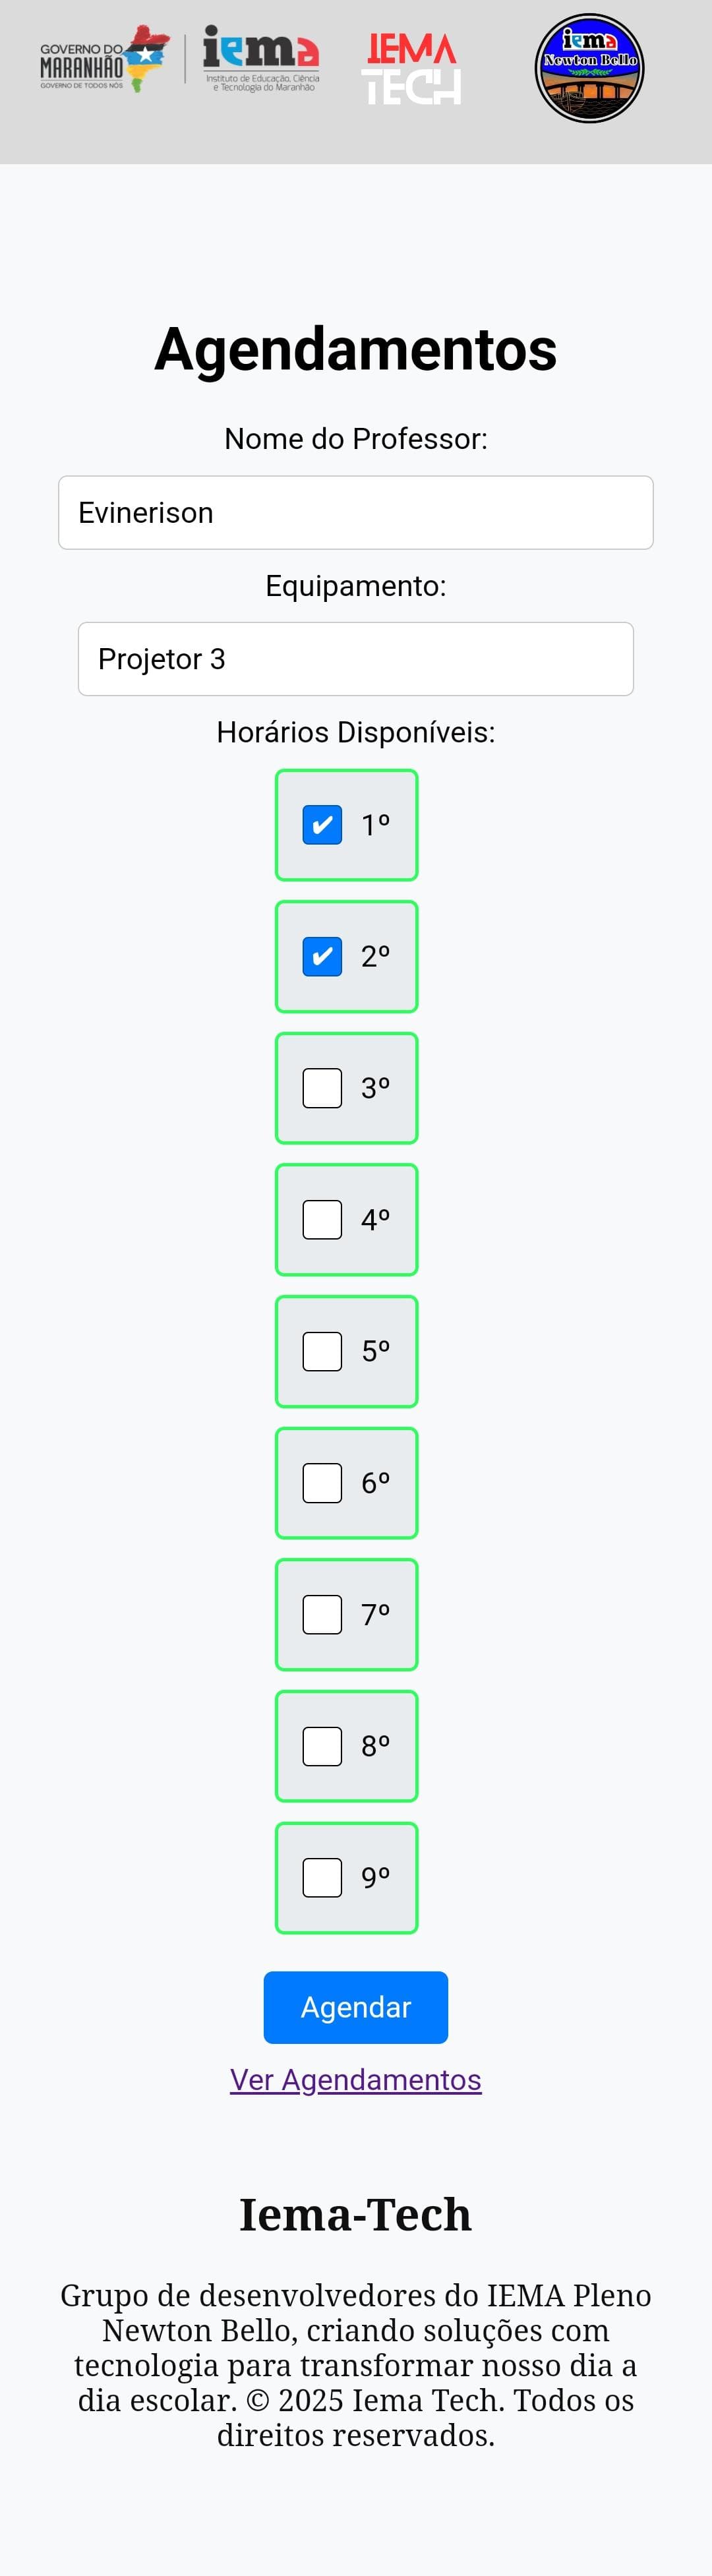 GOVERNO DO
MARANHÃO
GOVERNO DE TODOS NÓS
iema
Instituto de Educação, Ciência
e Tecnologia do Maranhão
IEMA
TECH
iema
Newton Bello
Agendamentos
Nome do Professor:
Evinerison
Equipamento:
Projetor 3
Horários Disponíveis:
1º
2º
3º
4º
5º
6º
7º
8º
9º
Agendar
Ver Agendamentos
Iema-Tech
Grupo de desenvolvedores do IEMA Pleno
Newton Bello, criando soluções com
tecnologia para transformar nosso dia a
dia escolar. © 2025 Iema Tech. Todos os
direitos reservados.